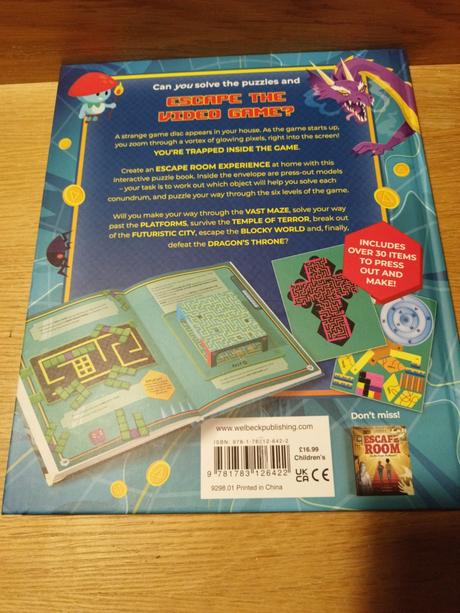 Can you solve the puzzles and
ESCAPE THE
VIDEO GAME?
A strange game disc appears in your house. As the game starts up,
you zoom through a vortex of glowing pixels, right into the screen!
YOU'RE TRAPPED INSIDE THE GAME.
Create an ESCAPE ROOM EXPERIENCE at home with this
interactive puzzle book. Inside the envelope are press-out models
– your task is to work out which object will help you solve each
conundrum, and puzzle your way through the six levels of the game.
Will you make your way through the VAST MAZE, solve your way
past the PLATFORMS, survive the TEMPLE OF TERROR, break out
of the FUTURISTIC CITY, escape the BLOCKY WORLD and, finally,
defeat the DRAGON'S THRONE?
INCLUDES
OVER 30 ITEMS
TO PRESS
OUT AND
MAKE!
Don't miss!
ESCAPE
ROOM
www.welbeckpublishing.com
ISBN: 978-1-78312-642-2
9 781783 126422
£16.99
Children's
UK
CA CE
9298.01 Printed in China